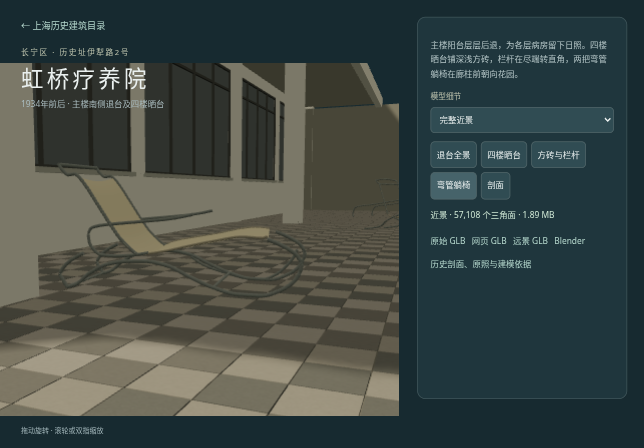 ← 上海历史建筑目录
长宁区 · 历史址伊犁路2号
虹桥疗养院
1934年前后 · 主楼南侧退台及四楼晒台
主楼阳台层层后退，为各层病房留下日照。四楼
晒台铺深浅方砖，栏杆在尽端转直角，两把弯管
躺椅在廊柱前朝向花园。
模型细节
完整近景
退台全景 四楼晒台 方砖与栏杆
弯管躺椅 剖面
近景 · 57,108 个三角面 · 1.89 MB
原始 GLB 网页 GLB 远景 GLB Blender
历史剖面、原照与建模依据
拖动旋转 · 滚轮或双指缩放